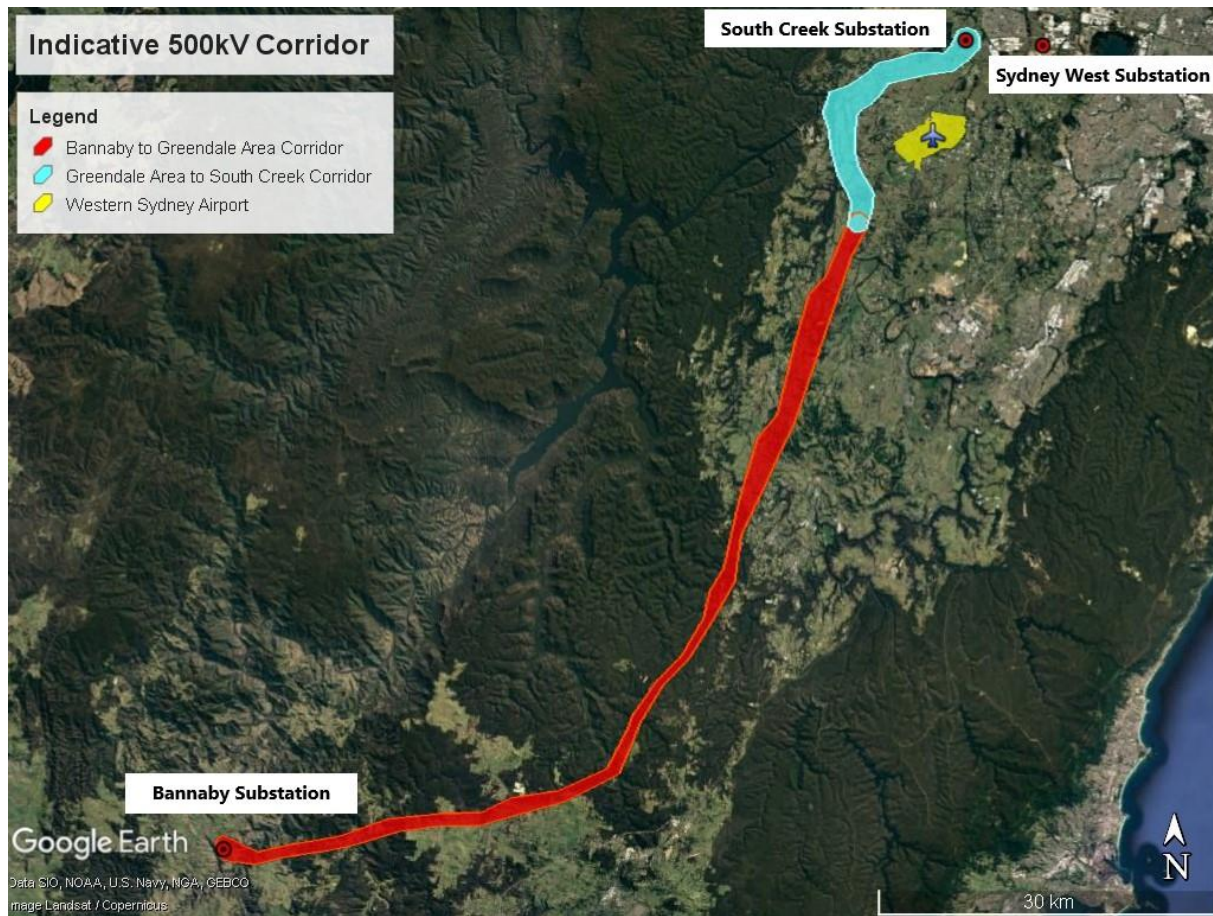 Indicative 500kV Corridor
Legend
Bannaby to Greendale Area Corridor
Greendale Area to South Creek Corridor
Western Sydney Airport
South Creek Substation
Sydney West Substation
Bannaby Substation
Google Earth
Data SIO, NOAA, U.S. Navy, NGA, GEBCO
mage Landsat / Copernicus
N
30 km